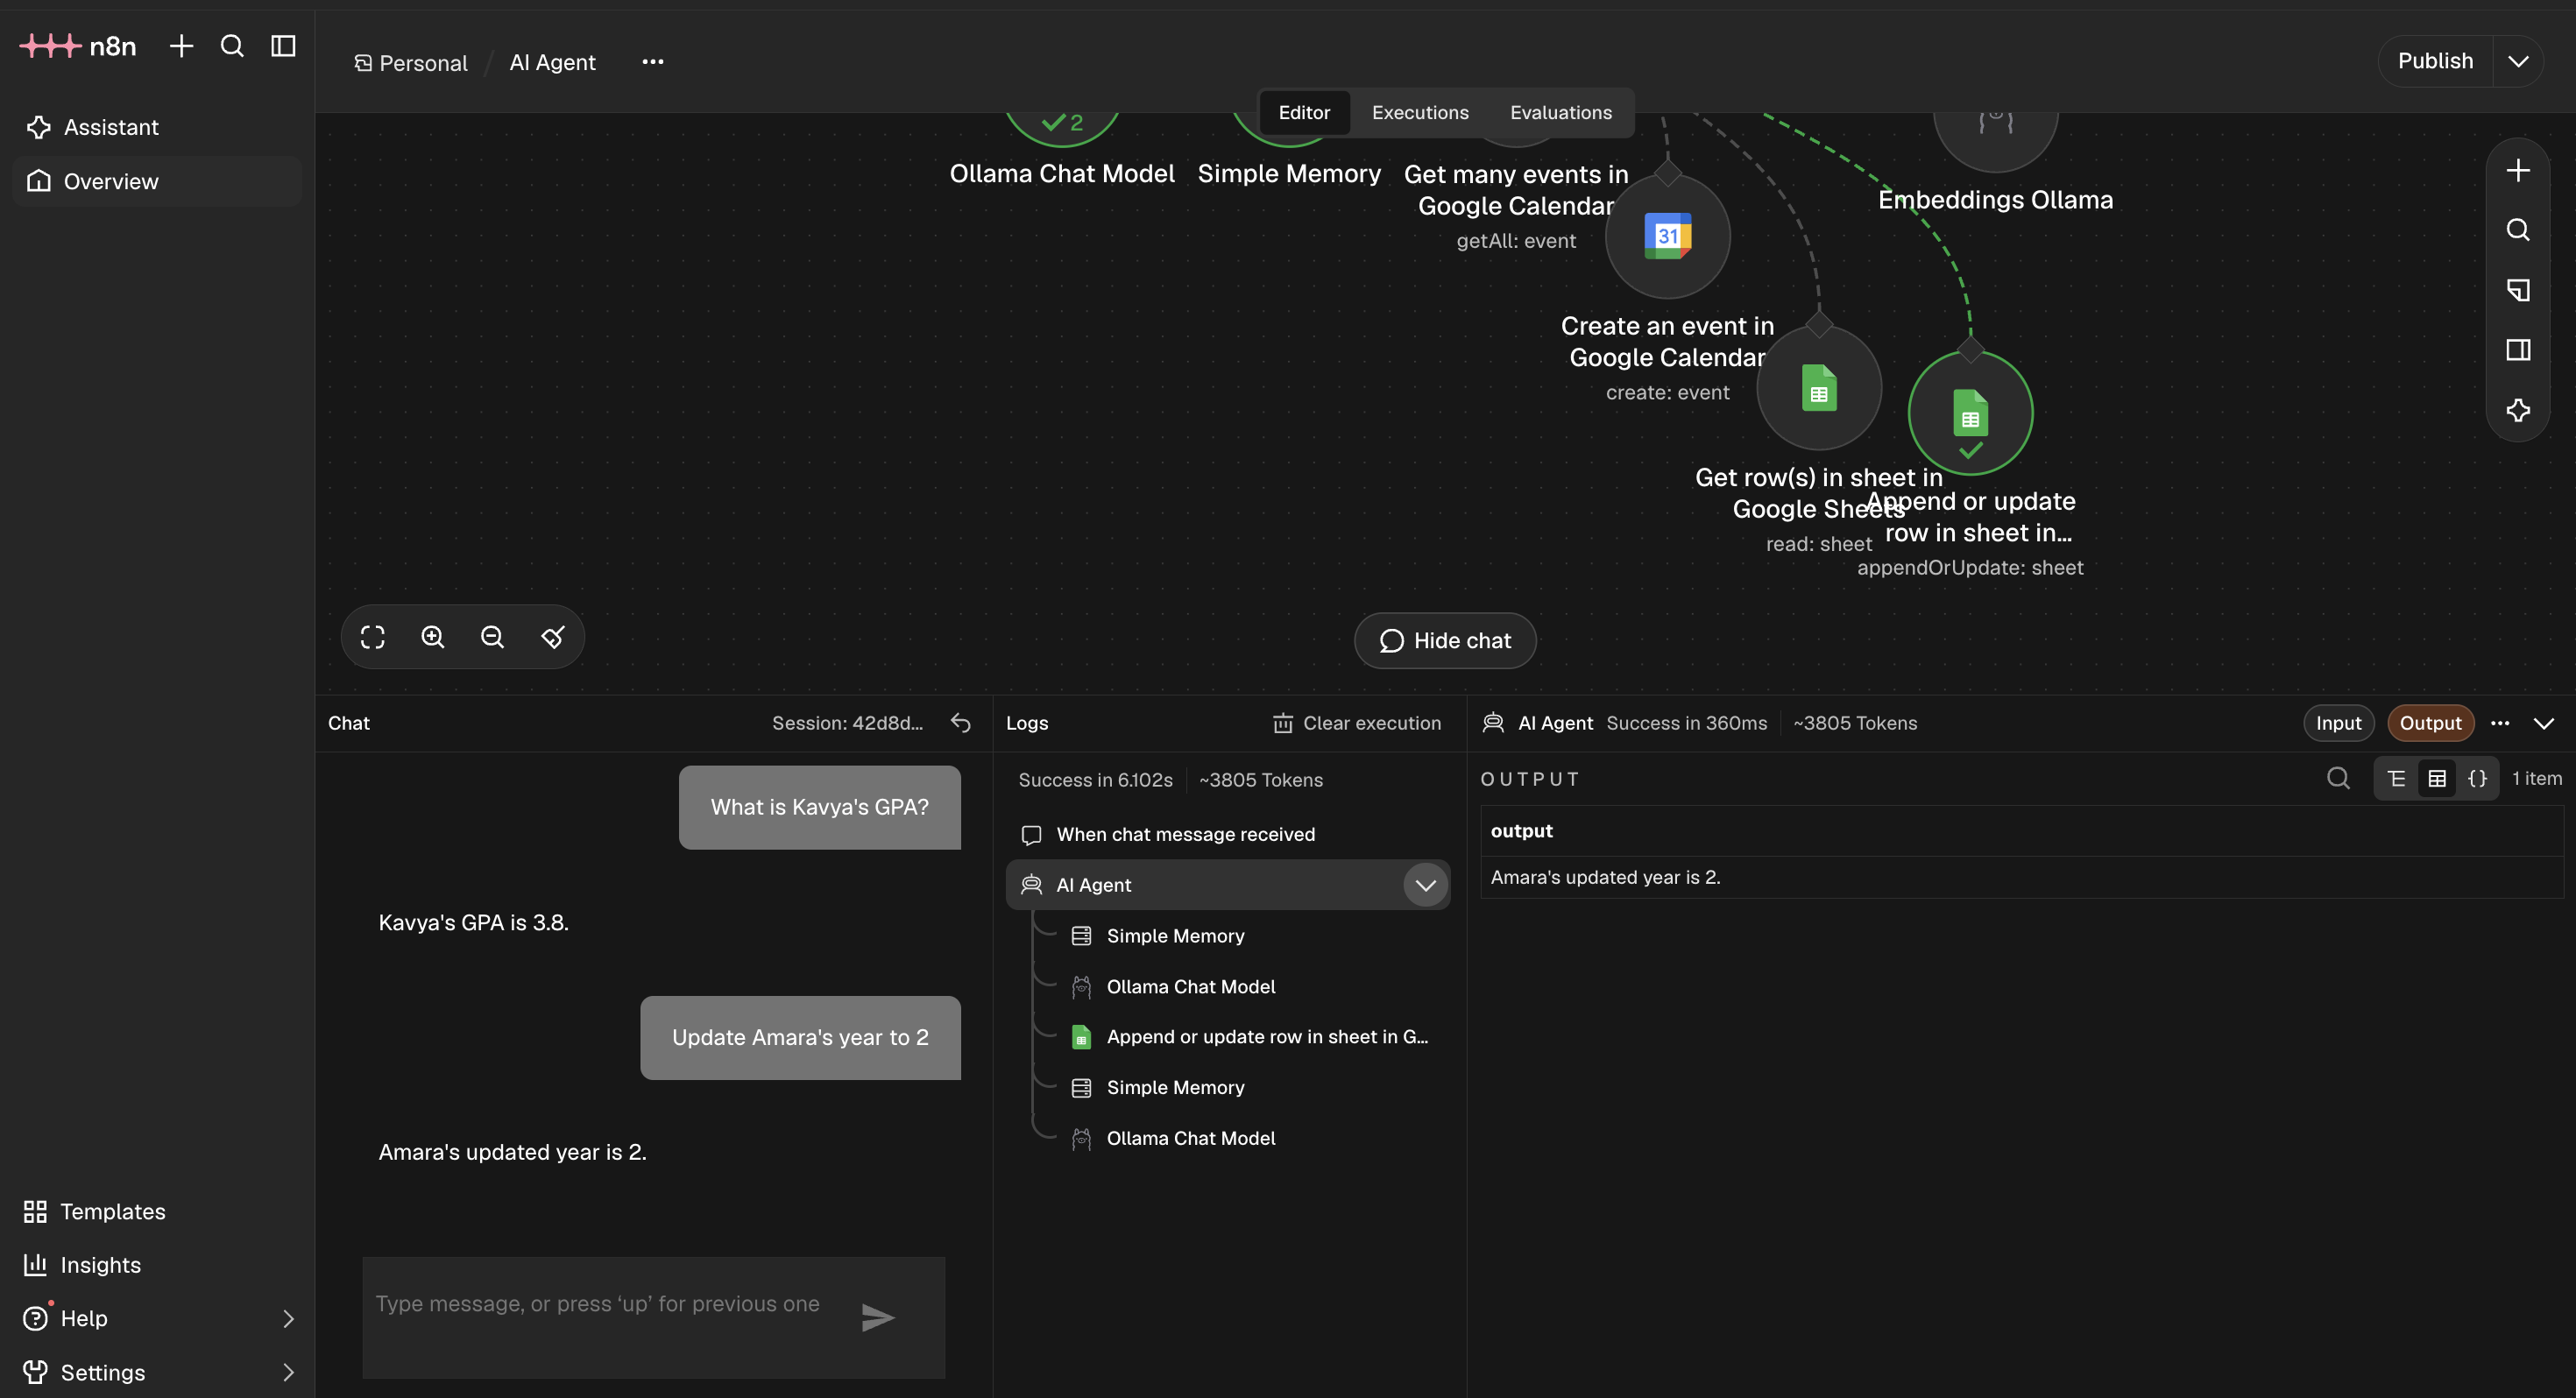 n8n
Assistant
Overview
Templates
Insights
Help
Settings
Personal / AI Agent
Publish
Editor
Executions
Evaluations
2
Ollama Chat Model
Simple Memory
Get many events in
Google Calendar
getAll: event
31
Create an event in
Google Calendar
create: event
Embeddings Ollama
Get row(s) in sheet in
Google Sheets
read: sheet
Append or update
row in sheet in...
appendOrUpdate: sheet
Hide chat
Chat
Session: 42d8d...
What is Kavya's GPA?
Kavya's GPA is 3.8.
Update Amara's year to 2
Amara's updated year is 2.
Type message, or press ‘up’ for previous one
Logs
Clear execution
Success in 6.102s
~3805 Tokens
When chat message received
AI Agent
Simple Memory
Ollama Chat Model
Append or update row in sheet in G...
Simple Memory
Ollama Chat Model
AI Agent Success in 360ms ~3805 Tokens
Input
Output
OUTPUT
1 item
output
Amara's updated year is 2.